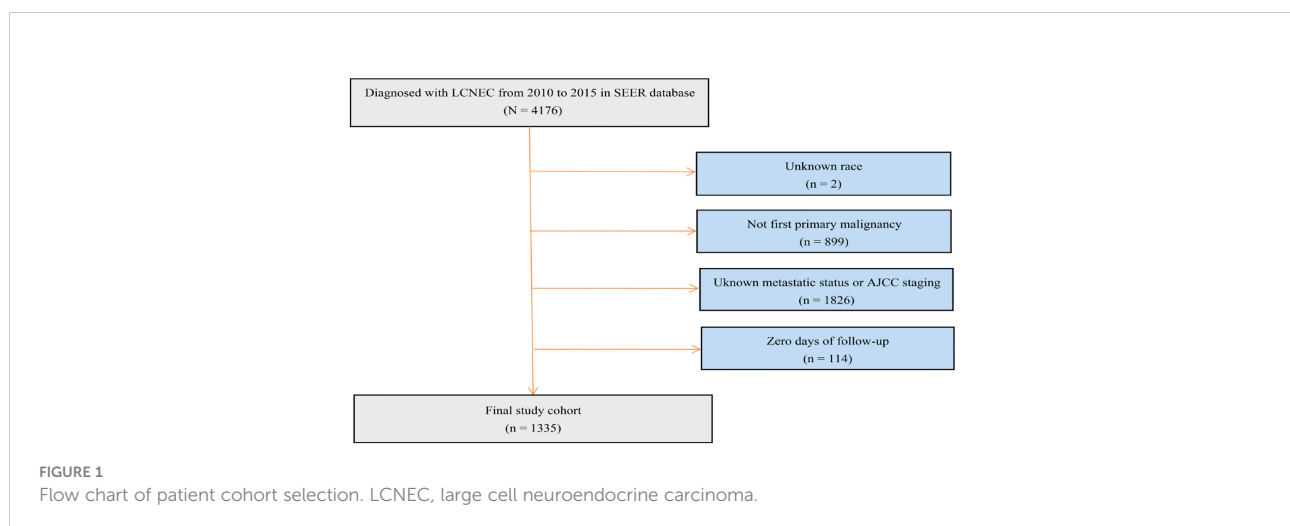 Diagnosed with LCNEC from 2010 to 2015 in SEER database
(N = 4176)
Unknown race
(n = 2)
Not first primary malignancy
(n = 899)
Uknown metastatic status or AJCC staging
(n = 1826)
Zero days of follow-up
(n = 114)
Final study cohort
(n = 1335)
FIGURE 1
Flow chart of patient cohort selection. LCNEC, large cell neuroendocrine carcinoma.